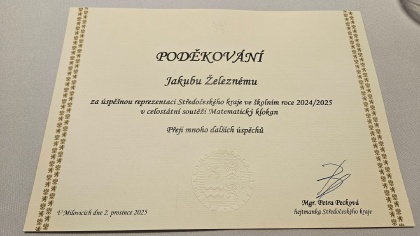 PODĚKOVÁNÍ
Jakubu Železnému
za úspěšnou reprezentaci Středočeského kraje ve školním roce 2024/2025
v celostátní soutěži Matematický klokan
Přeji mnoho dalších úspěchů
Mgr. Petra Pecková
hejtmanka Středočeského kraje
V Milovicích dne 2. prosince 2025